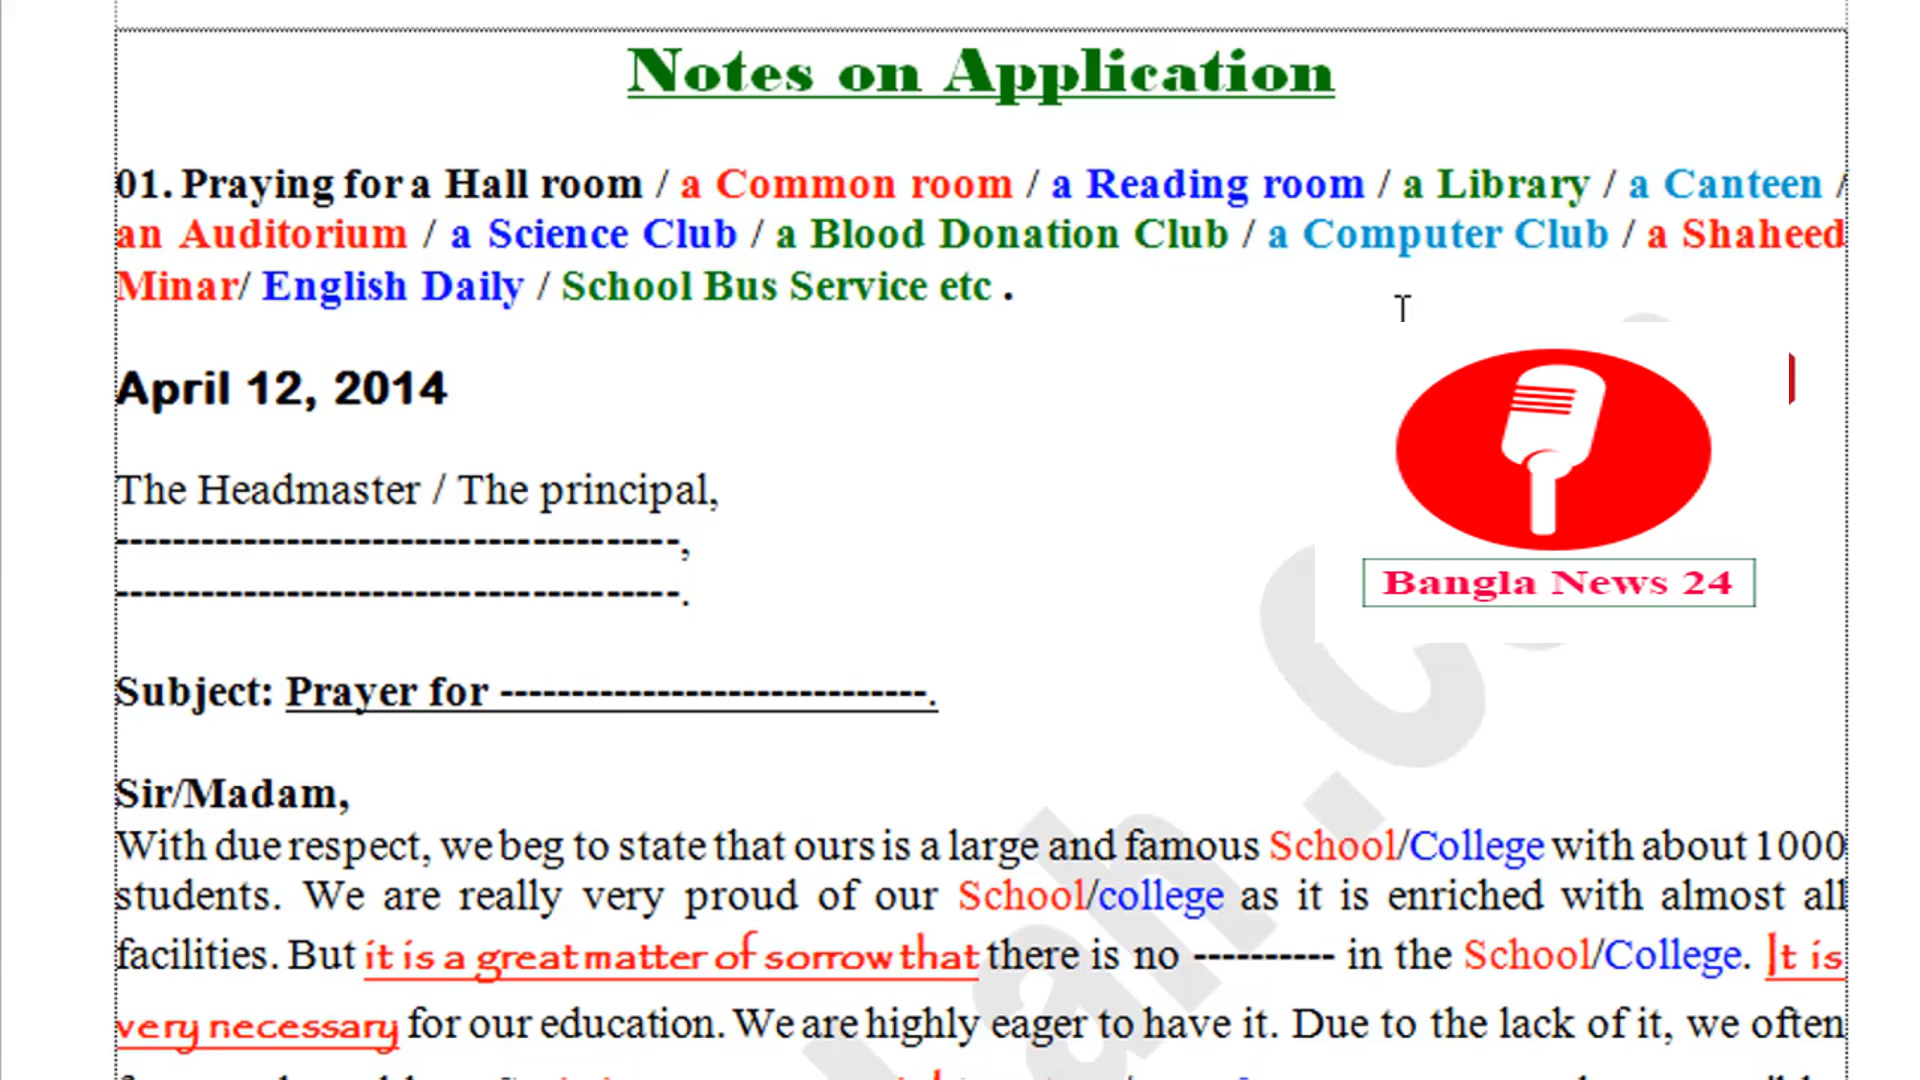 Notes on Application
01. Praying for a Hall room / a Common room / a Reading room / a Library / a Canteen /
an Auditorium / a Science Club / a Blood Donation Club / a Computer Club / a Shaheed
Minar/ English Daily / School Bus Service etc .
April 12, 2014
The Headmaster / The principal,
---------------------------------------,
---------------------------------------.
Bangla News 24
Subject: Prayer for ------------------------------.
Sir/Madam,
With due respect, we beg to state that ours is a large and famous School/College with about 1000
students. We are really very proud of our School/college as it is enriched with almost all
facilities. But it is a great matter of sorrow that there is no ---------- in the School/College. It is
very necessary for our education. We are highly eager to have it. Due to the lack of it, we often